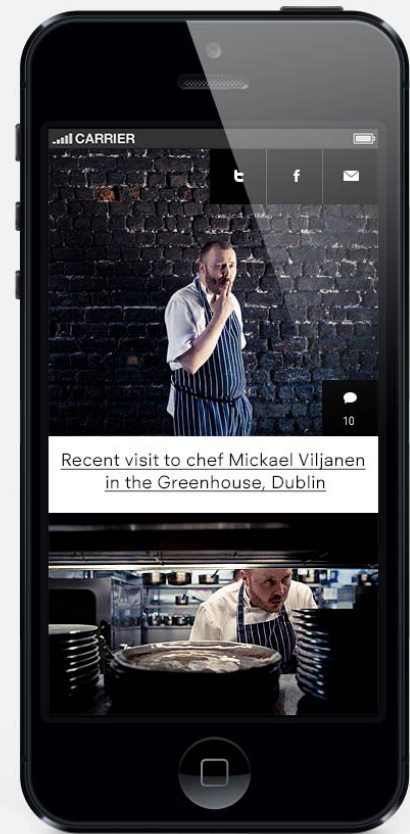 CARRIER
10
Recent visit to chef Mickael Viljanen
in the Greenhouse, Dublin